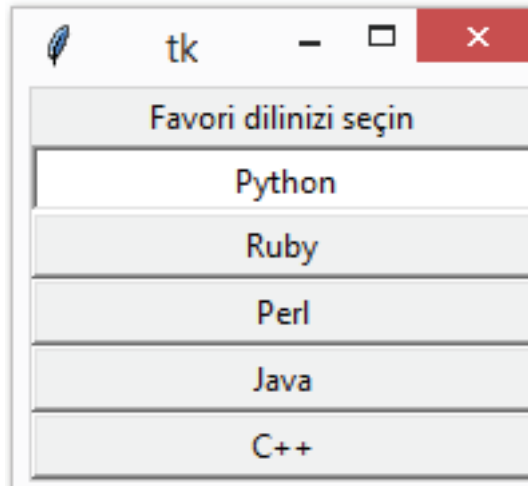 tk
Favori dilinizi seçin
Python
Ruby
Perl
Java
C++